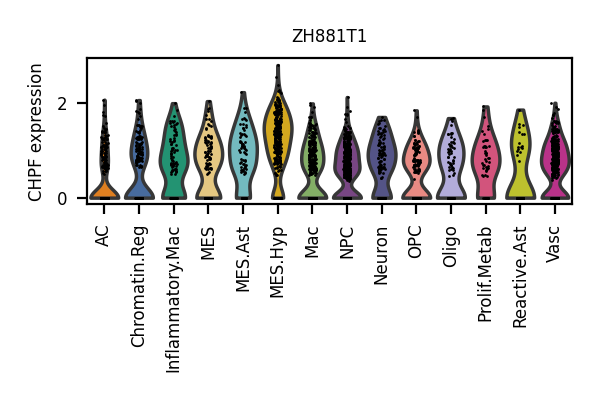 ZH881T1
CHPF expression
2
0
AC
Chromatin.Reg
Inflammatory.Mac
MES
MES.Ast
MES.Hyp
Mac
NPC
Neuron
OPC
Oligo
Prolif.Metab
Reactive.Ast
Vasc